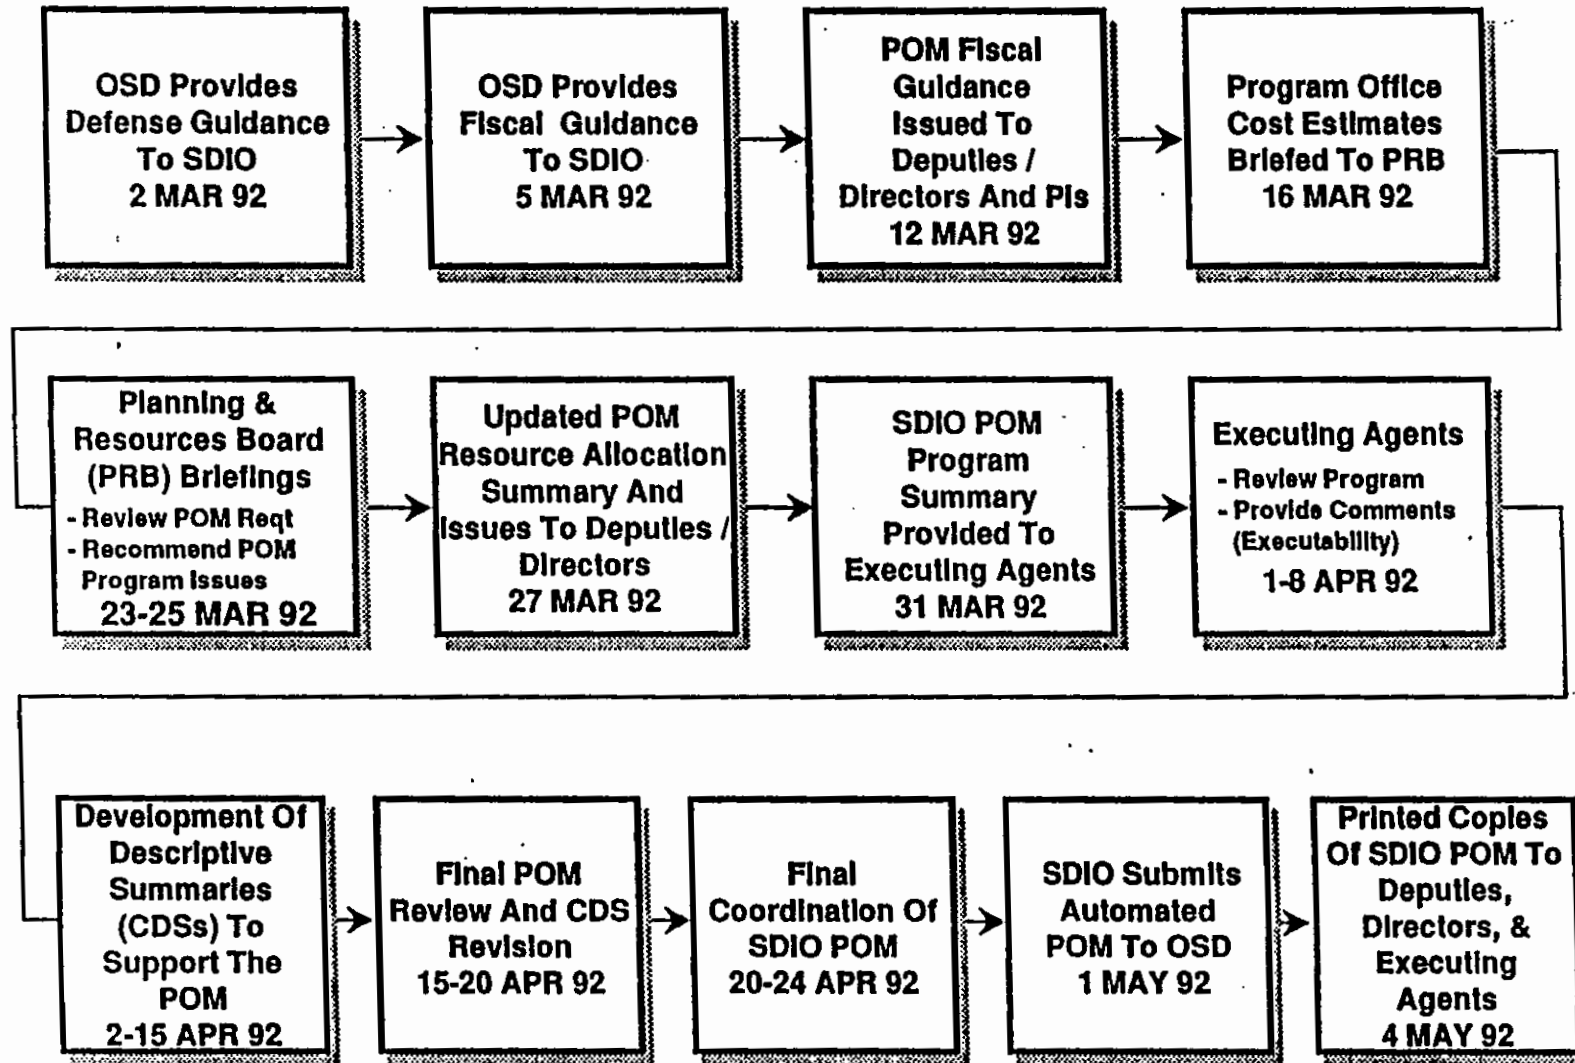 OSD Provides
Defense Guidance
To SDIO
2 MAR 92
OSD Provides
Fiscal Guidance
To SDIO
5 MAR 92
POM Fiscal
Guidance
Issued To
Deputies /
Directors And PIs
12 MAR 92
Program Office
Cost Estimates
Briefed To PRB
16 MAR 92
Planning &
Resources Board
(PRB) Briefings
- Review POM Reqt
- Recommend POM
Program Issues
23-25 MAR 92
Updated POM
Resource Allocation
Summary And
Issues To Deputies /
Directors
27 MAR 92
SDIO POM
Program
Summary
Provided To
Executing Agents
31 MAR 92
Executing Agents
- Review Program
- Provide Comments
(Executability)
1-8 APR 92
Development Of
Descriptive
Summaries
(CDSs) To
Support The
POM
2-15 APR 92
Final POM
Review And CDS
Revision
15-20 APR 92
Final
Coordination Of
SDIO POM
20-24 APR 92
SDIO Submits
Automated
POM To OSD
1 MAY 92
Printed Copies
Of SDIO POM To
Deputies,
Directors, &
Executing
Agents
4 MAY 92